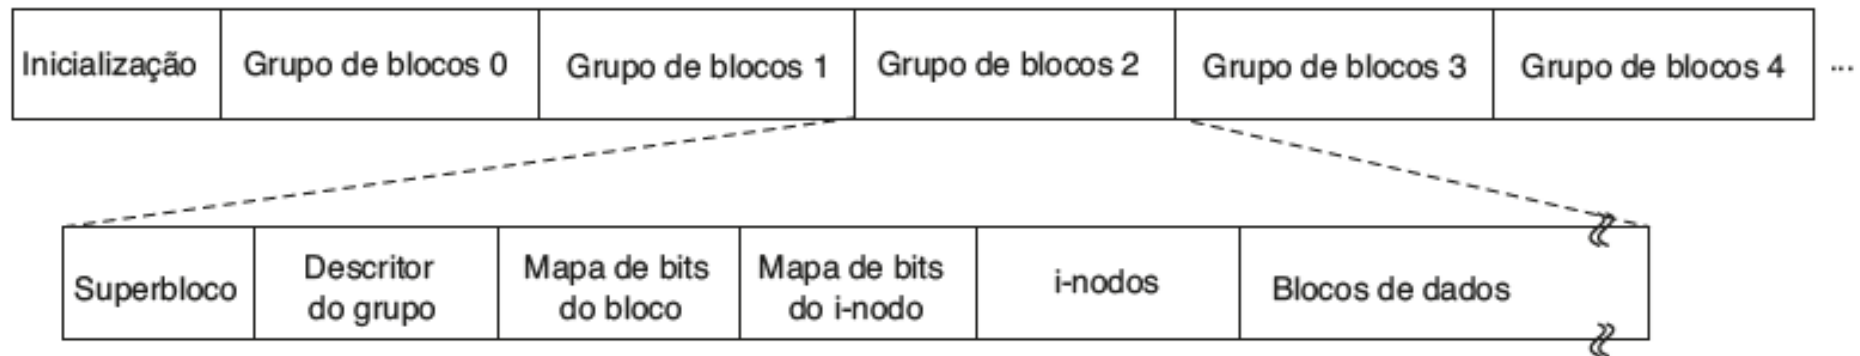 Inicialização Grupo de blocos 0 Grupo de blocos 1 Grupo de blocos 2 Grupo de blocos 3 Grupo de blocos 4 ...
Superbloco
Descritor
do grupo
Mapa de bits
do bloco
Mapa de bits
do i-nodo
i-nodos
Blocos de dados